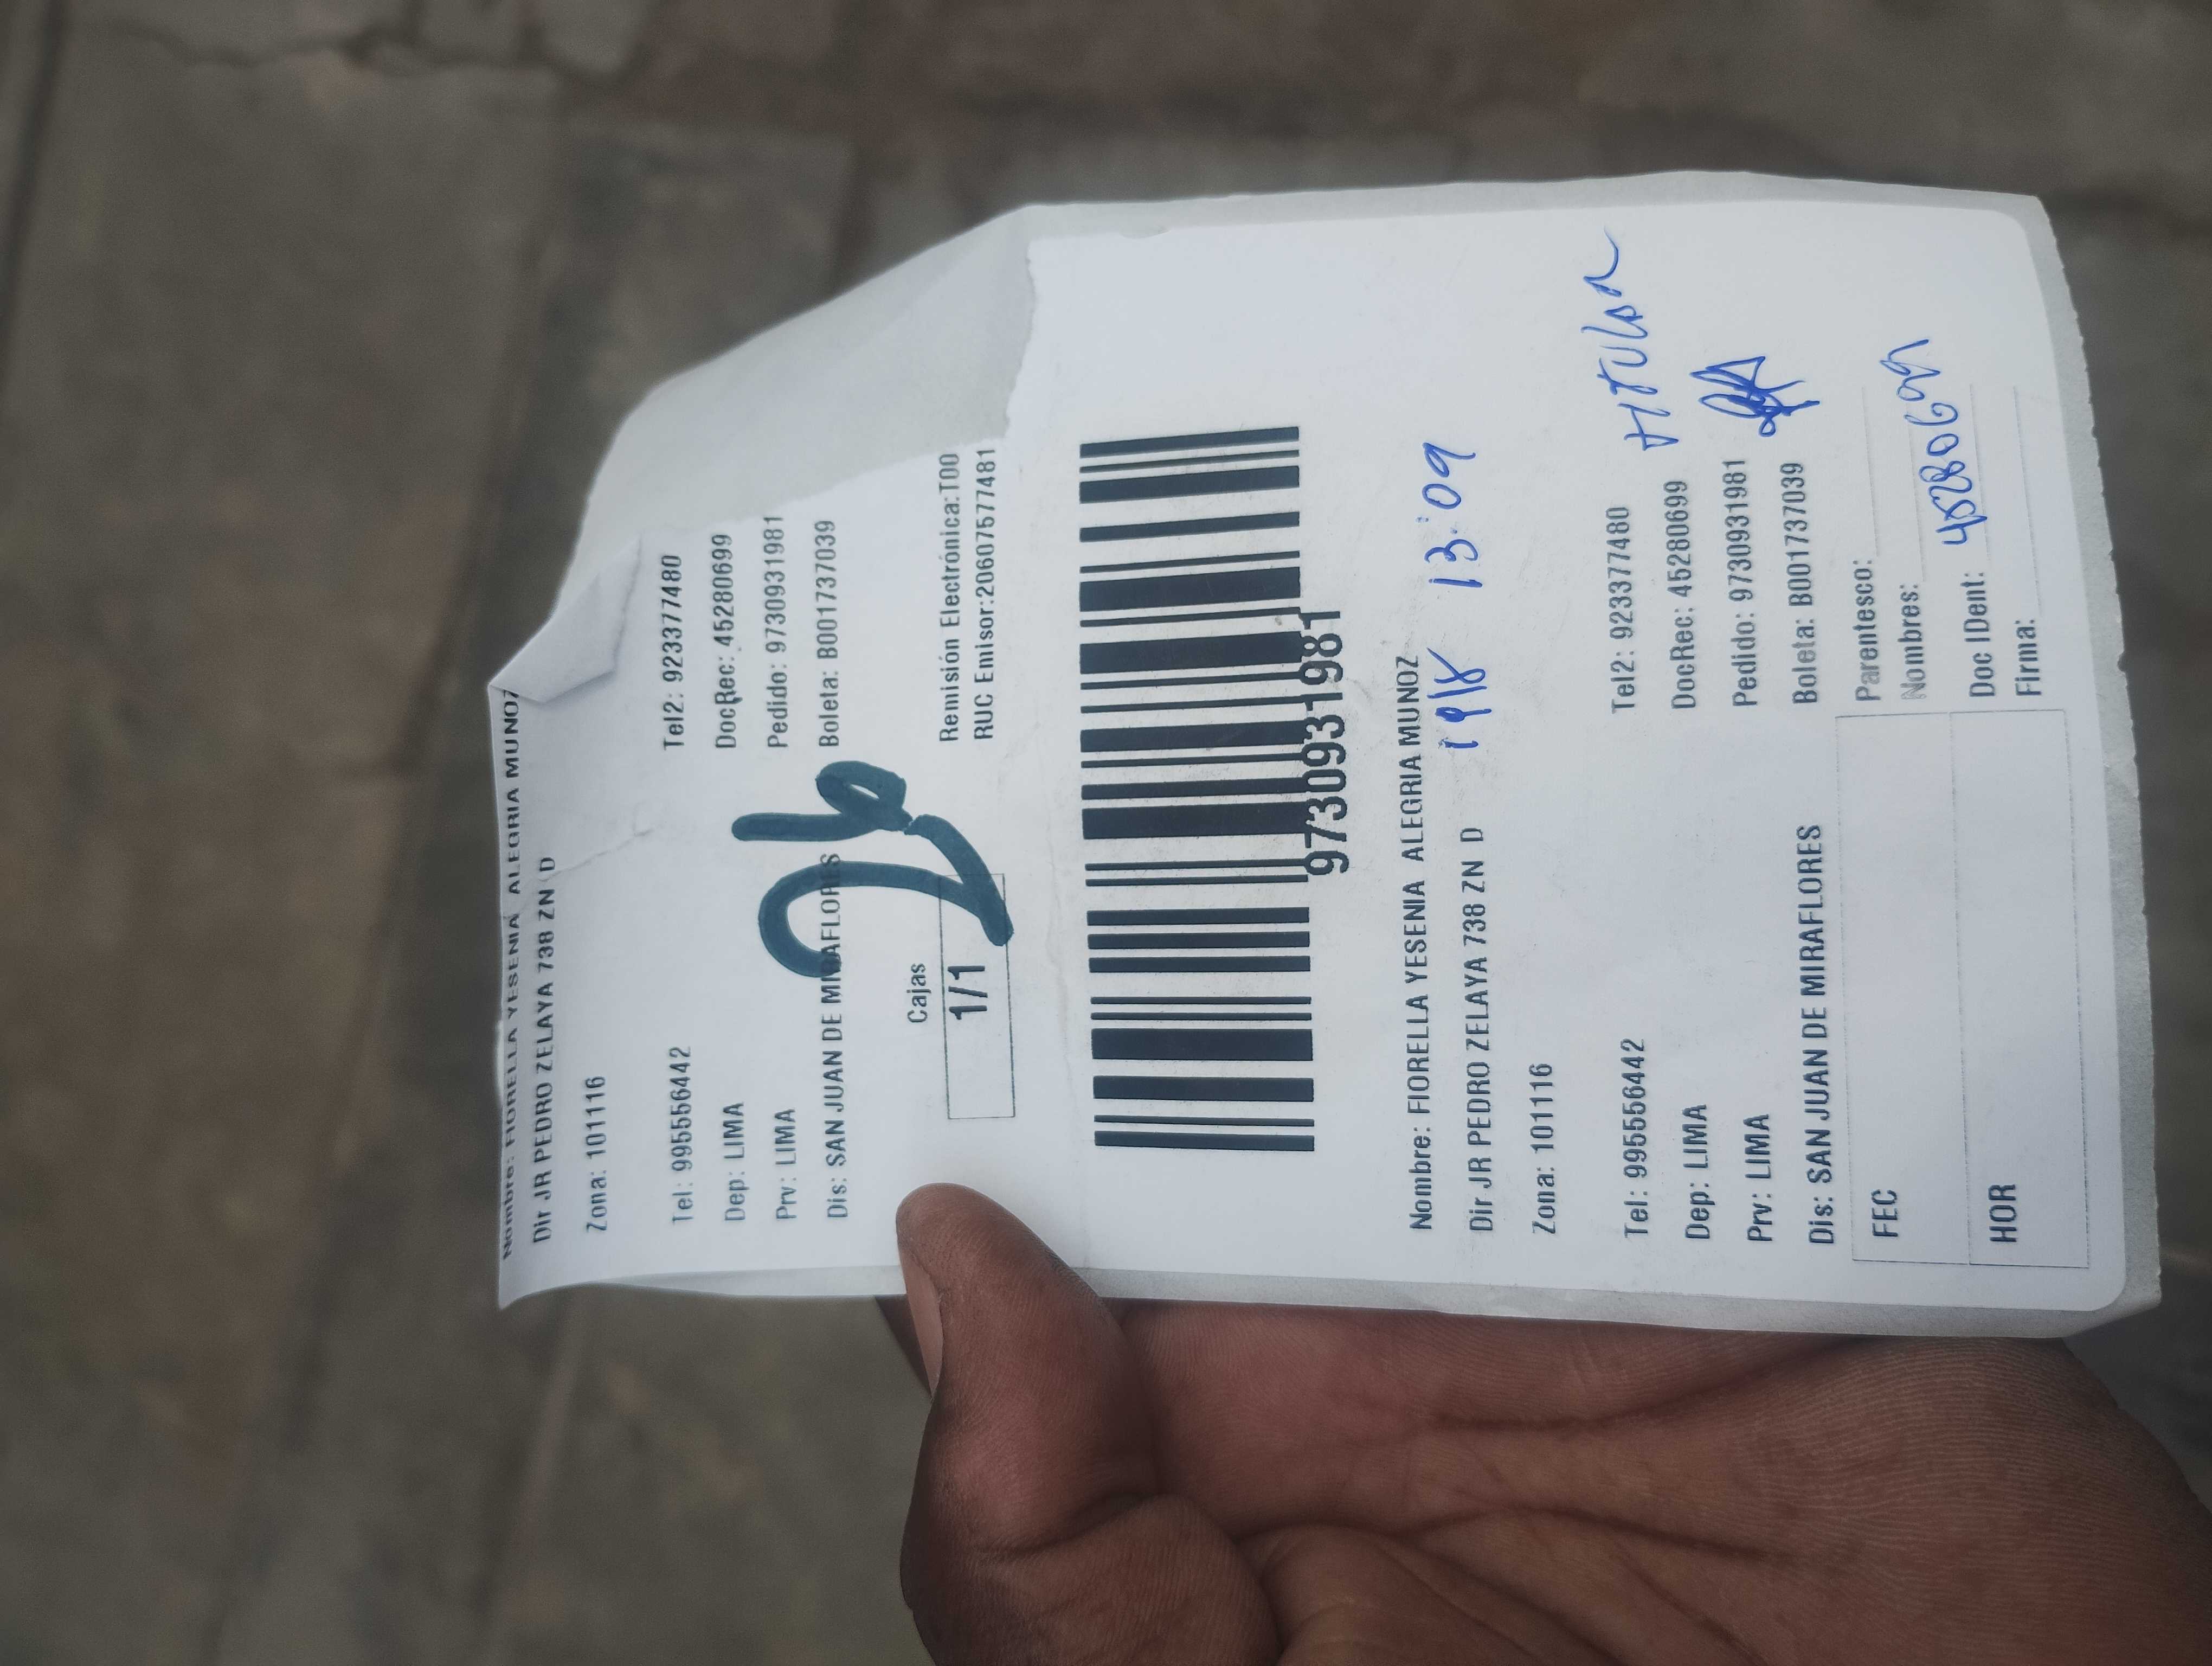 Nombre: FIORELLA YESENIA ALEGRIA MUNOZ
Dir JR PEDRO ZELAYA 738 ZN D
Zona: 101116
Tel: 995556442 Tel2: 923377480
Dep: LIMA DocRec: 45280699
Prv: LIMA Pedido: 9730931981
Dis: SAN JUAN DE MIRAFLORES Boleta: B001737039
26
Cajas
1/1
Remisión Electrónica:T00
RUC Emisor:20607577481
9730931981
Nombre: FIORELLA YESENIA ALEGRIA MUNOZ
Dir JR PEDRO ZELAYA 738 ZN D
13:09
Zona: 101116
Tel: 995556442 Tel2: 923377480
titular
Dep: LIMA DocRec: 45280699
Prv: LIMA Pedido: 9730931981
Dis: SAN JUAN DE MIRAFLORES Boleta: B001737039
FEC
Parentesco:
Nombres:
45280699
HOR
Doc IDent:
Firma: